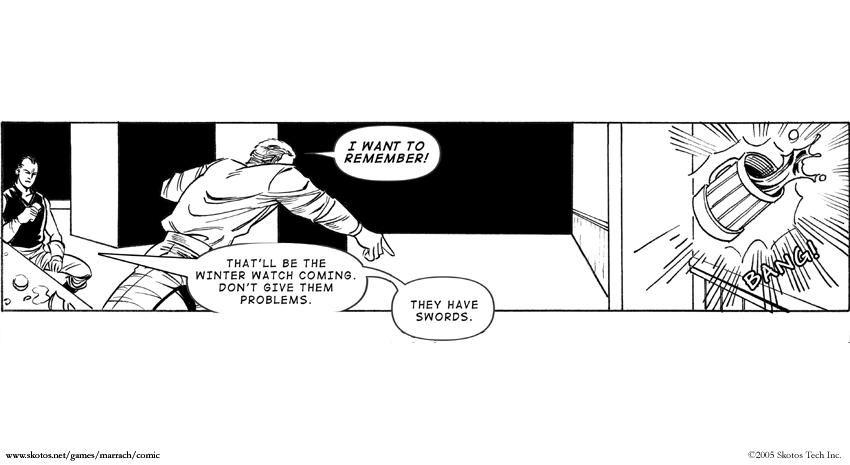 I WANT TO
REMEMBER!
THAT'LL BE THE
WINTER WATCH COMING.
DON'T GIVE THEM
PROBLEMS.
THEY HAVE
SWORDS.
BANG!
www.skotos.net/games/marrach/comic
©2005 Skotos Tech Inc.